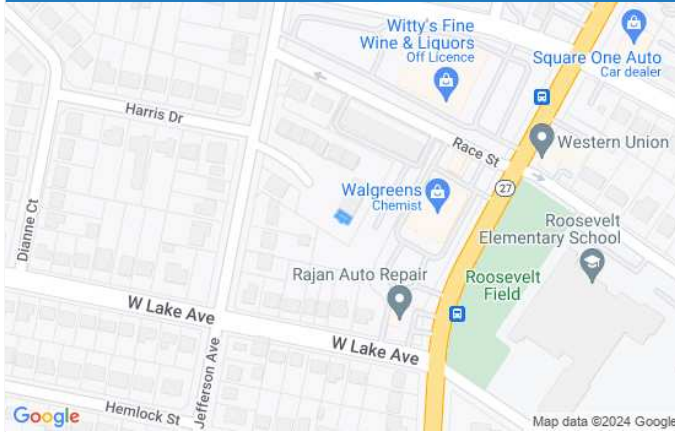 Witty's Fine
Wine & Liquors
Off Licence
Square One Auto
Car dealer
Harris Dr
Race St
Western Union
27
Walgreens
Chemist
Roosevelt
Elementary School
Dianne Ct
Rajan Auto Repair
Roosevelt
Field
W Lake Ave
W Lake Ave
Jefferson Ave
Hemlock St
Google
Map data ©2024 Google